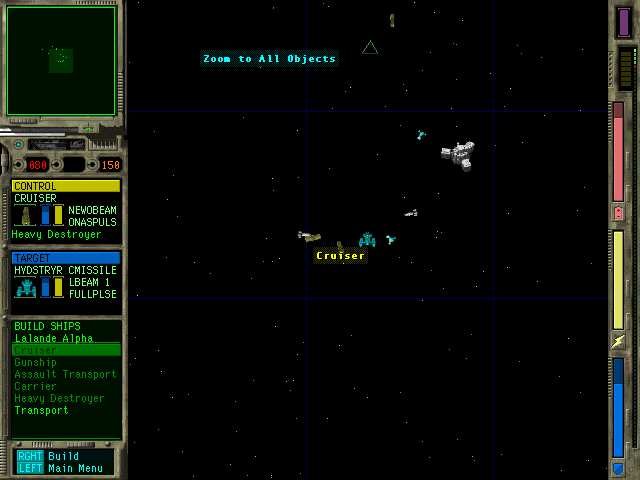 Zoom to All Objects
080
150
CONTROL
CRUISER
NEWOBEAM
ONASPULS
Heavy Destroyer
TARGET
HYDSTRYR CMISSILE
LBEAM 1
FULLPLSE
Cruiser
BUILD SHIPS
Lalande Alpha
Cruiser
Gunship
Assault Transport
Carrier
Heavy Destroyer
Transport
RGHT Build
LEFT Main Menu